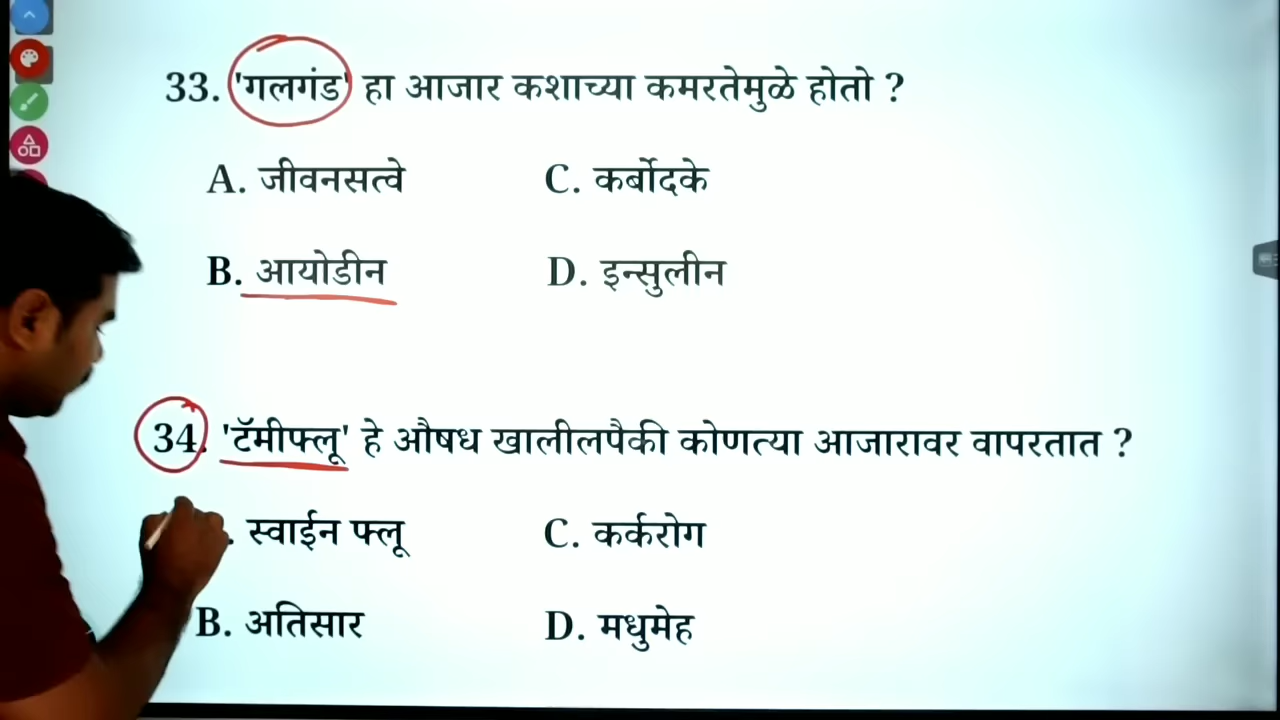 33. 'गलगंड' हा आजार कशाच्या कमरतेमुळे होतो ?
A. जीवनसत्वे C. कर्बोदके
B. आयोडीन D. इन्सुलीन
34. 'टॅमीफ्लू' हे औषध खालीलपैकी कोणत्या आजारावर वापरतात ?
. स्वाईन फ्लू C. कर्करोग
B. अतिसार D. मधुमेह